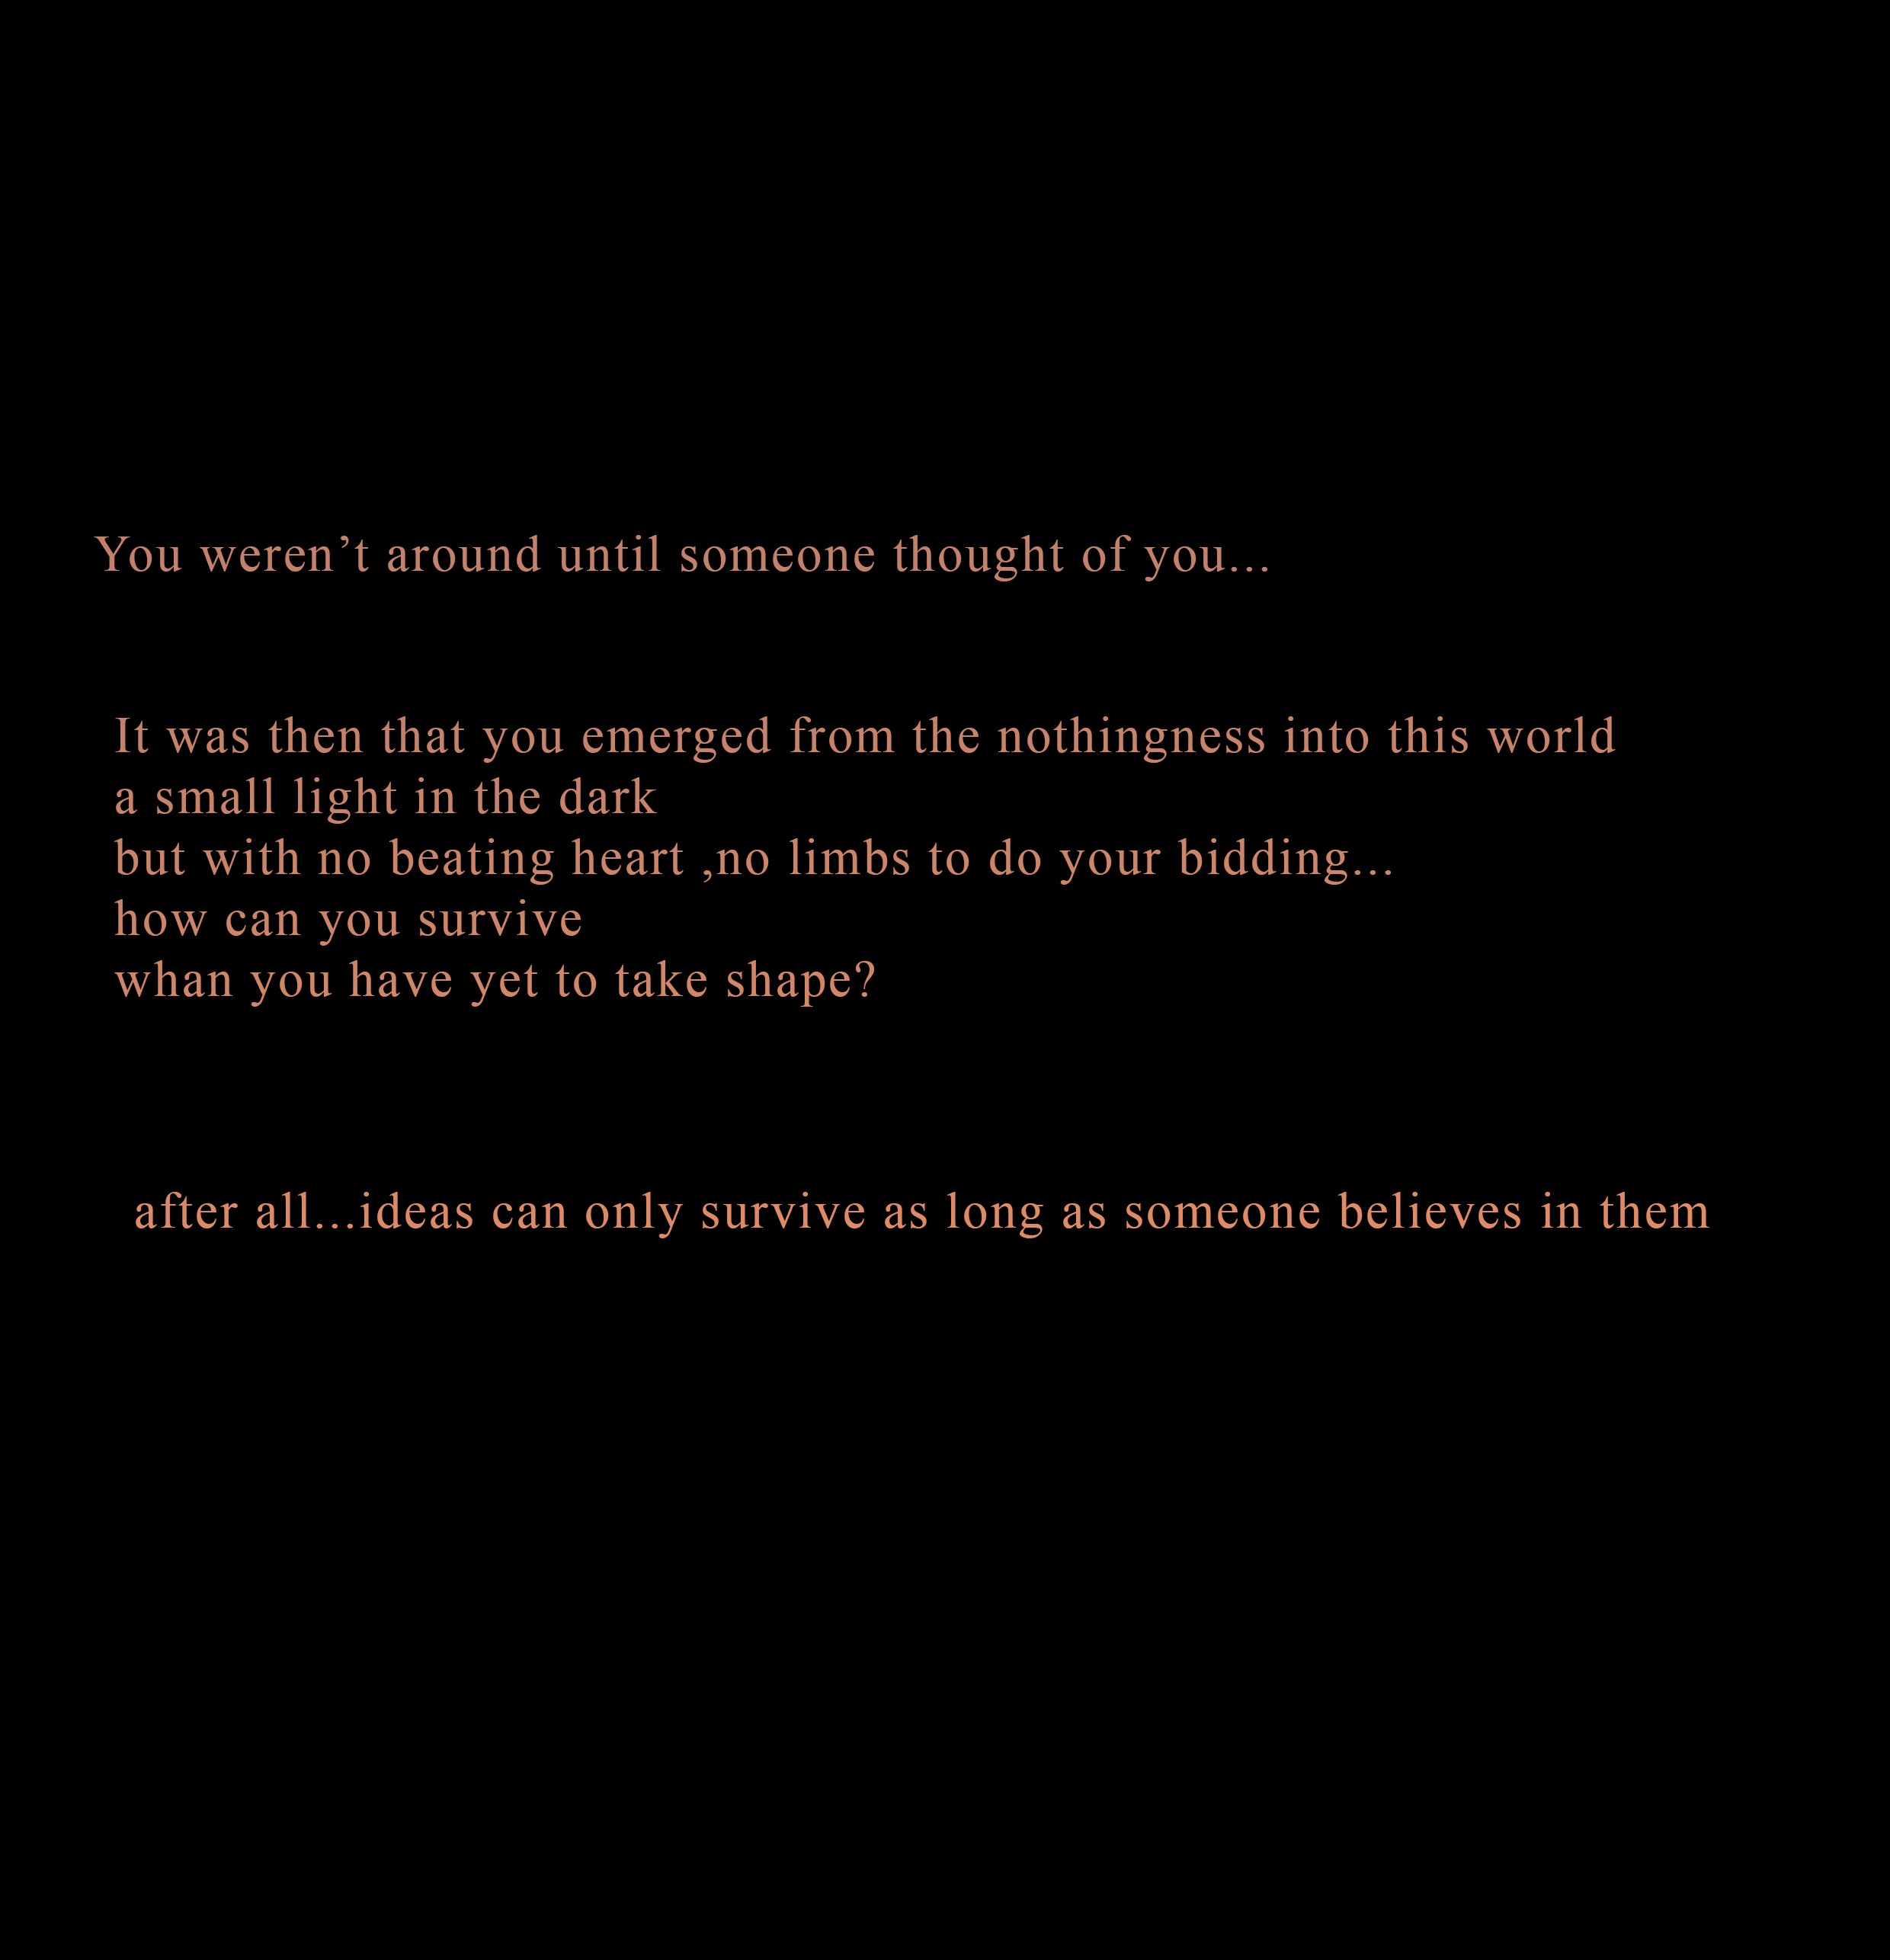 You weren’t around until someone thought of you...
It was then that you emerged from the nothingness into this world
a small light in the dark
but with no beating heart ,no limbs to do your bidding...
how can you survive
whan you have yet to take shape?
after all...ideas can only survive as long as someone believes in them